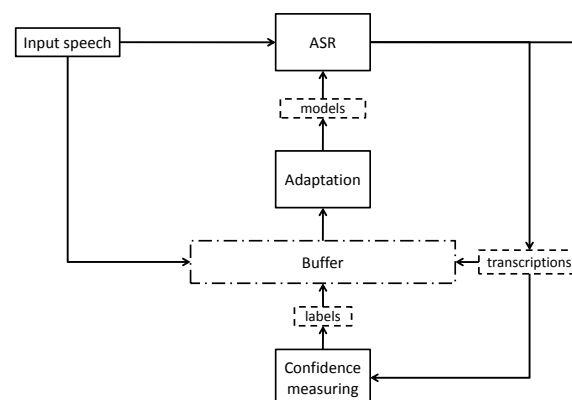 Input speech
ASR
models
Adaptation
Buffer
transcriptions
labels
Confidence
measuring